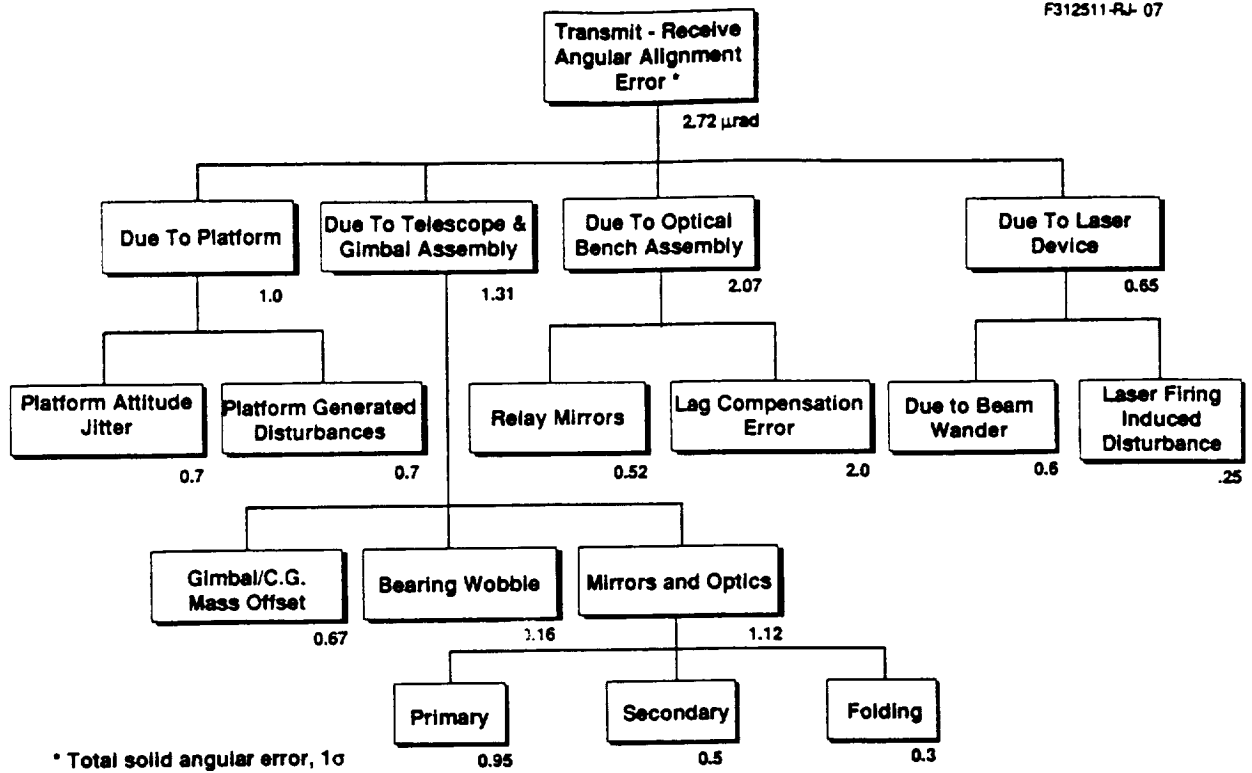 F312511-RJ- 07
Transmit - Receive
Angular Alignment
Error *
2.72 μrad
Due To Platform
1.0
Due To Telescope &
Gimbal Assembly
1.31
Due To Optical
Bench Assembly
2.07
Due To Laser
Device
0.65
Platform Attitude
Jitter
0.7
Platform Generated
Disturbances
0.7
Relay Mirrors
0.52
Lag Compensation
Error
2.0
Due to Beam
Wander
0.6
Laser Firing
Induced
Disturbance
.25
Gimbal/C.G.
Mass Offset
0.67
Bearing Wobble
Mirrors and Optics
1.12
Primary
0.95
Secondary
0.5
Folding
0.3
* Total solid angular error, 1σ